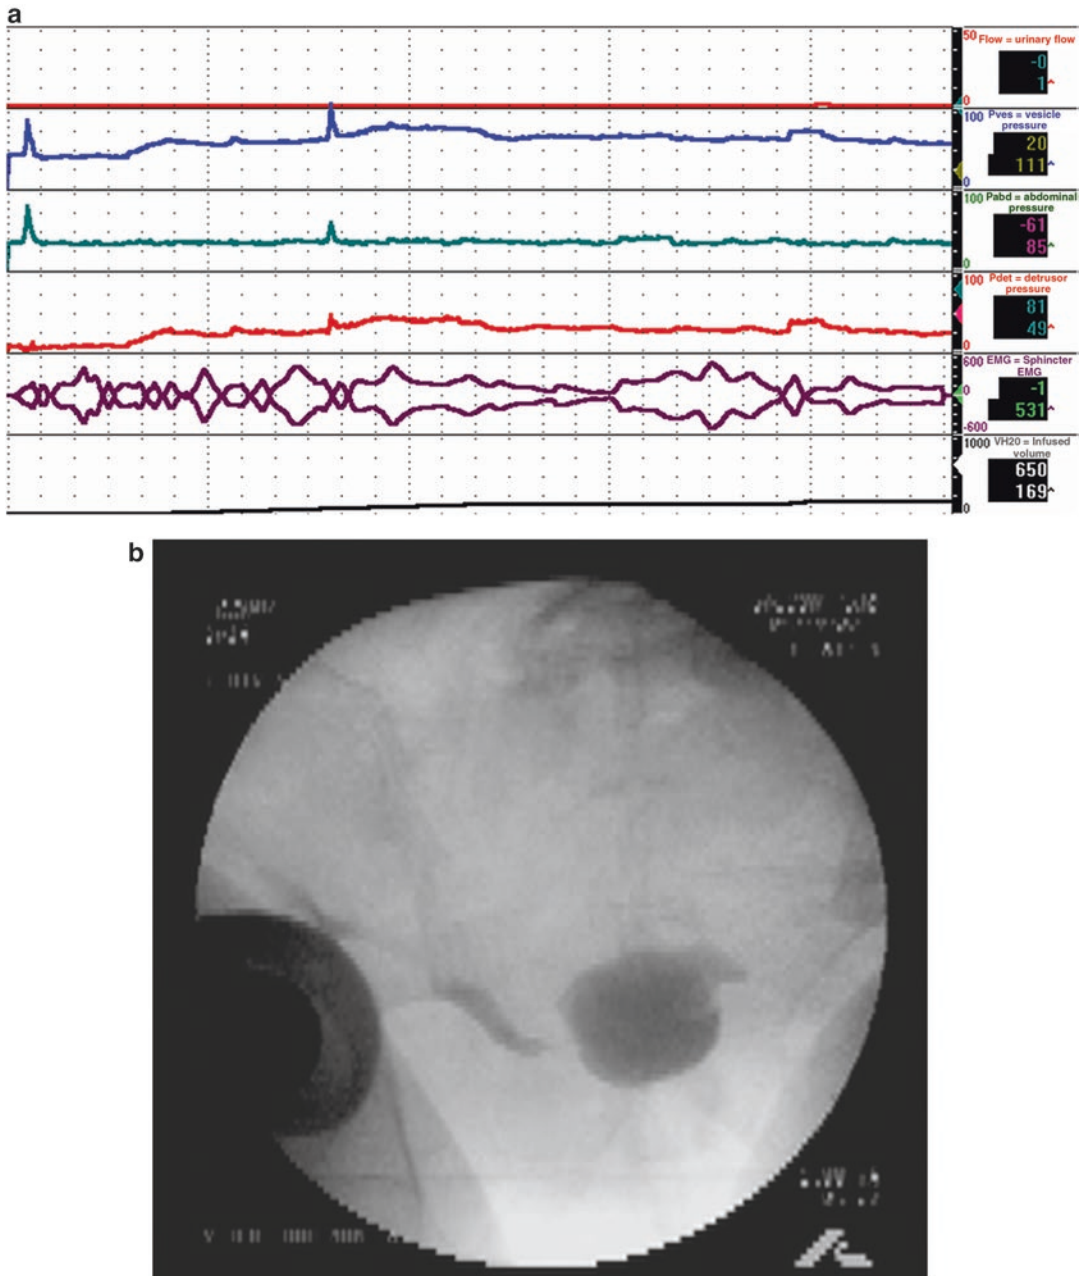 a
50
Flow = urinary flow
-0
1^
0
100
Pves = vesicle
pressure
20
111^
0
100
Pabd = abdominal
pressure
-61
85^
0
100
Pdet = detrusor
pressure
81
49^
0
600
EMG = Sphincter
EMG
0
-1
531^
-600
1000
VH20 = Infused
volume
650
169^
0
b